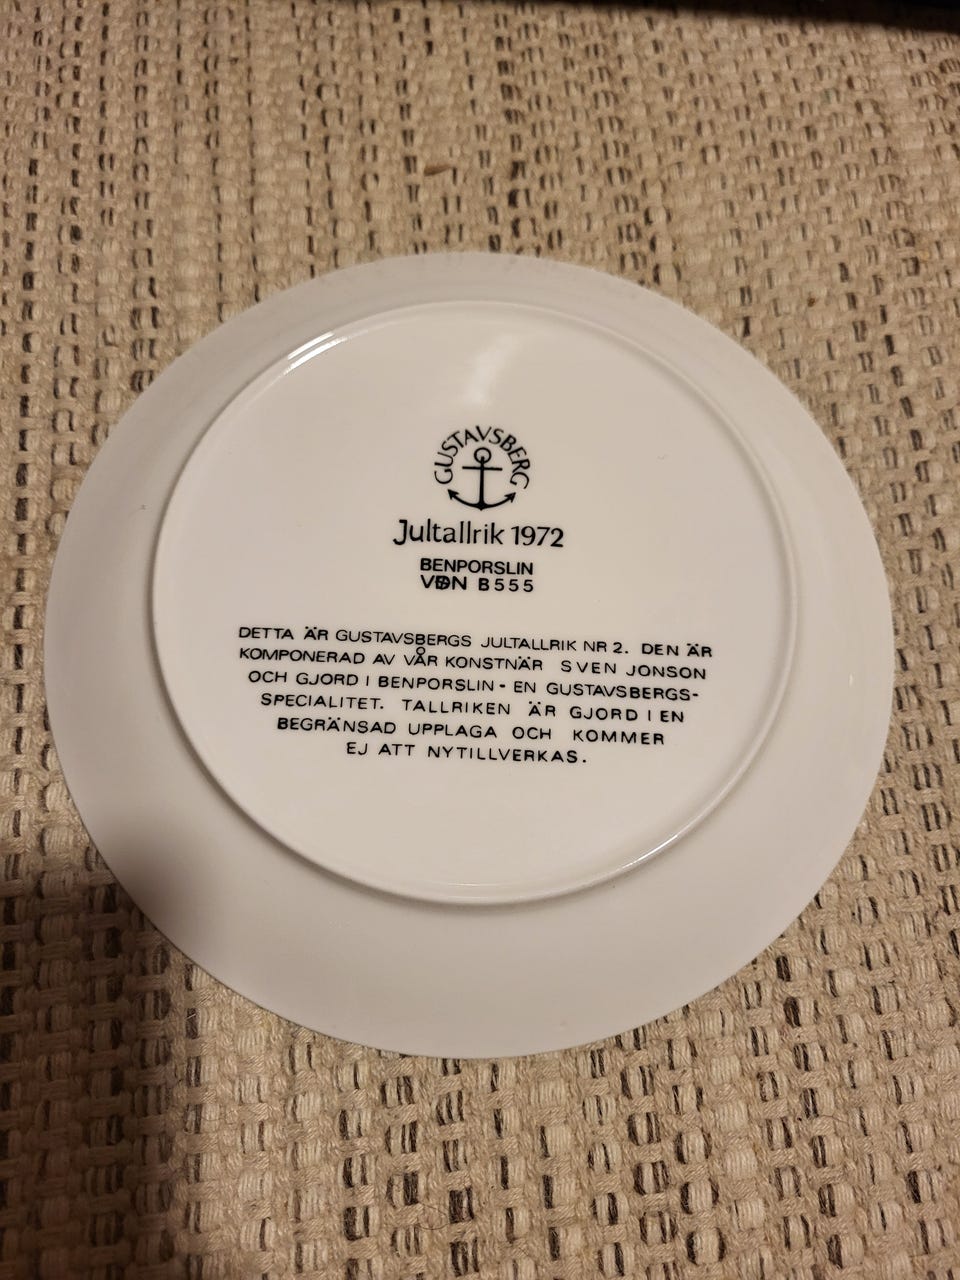 GUSTAVSBERG
Jultallrik 1972
BENPORSLIN
VDN B555
DETTA ÄR GUSTAVSBERGS JULTALLRIK NR 2. DEN ÄR
KOMPONERAD AV VÅR KONSTNÄR SVEN JONSON
OCH GJORD I BENPORSLIN - EN GUSTAVSBERGS-
SPECIALITET. TALLRIKEN ÄR GJORD I EN
BEGRÄNSAD UPPLAGA OCH KOMMER
EJ ATT NYTILLVERKAS.